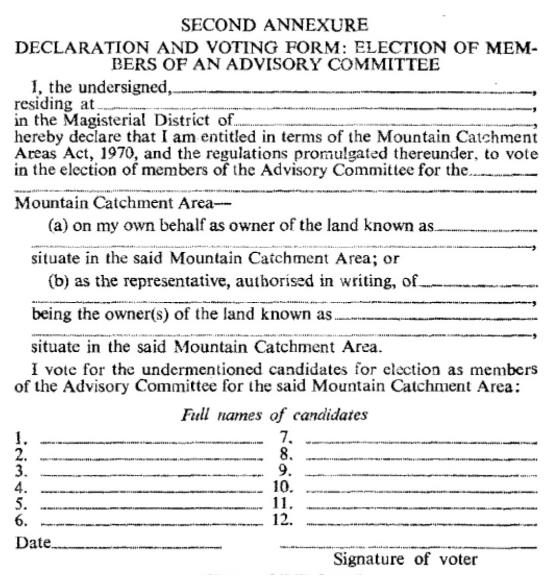 SECOND ANNEXURE
DECLARATION AND VOTING FORM: ELECTION OF MEM-
BERS OF AN ADVISORY COMMITTEE
I, the undersigned,
residing at
in the Magisterial District of
hereby declare that I am entitled in terms of the Mountain Catchment
Areas Act, 1970, and the regulations promulgated thereunder, to vote
in the election of members of the Advisory Committee for the
Mountain Catchment Area—
(a) on my own behalf as owner of the land known as
situate in the said Mountain Catchment Area; or
(b) as the representative, authorised in writing, of
being the owner(s) of the land known as
situate in the said Mountain Catchment Area.
I vote for the undermentioned candidates for election as members
of the Advisory Committee for the said Mountain Catchment Area:
Full names of candidates
1. 7.
2. 8.
3. 9.
4. 10.
5. 11.
6. 12.
Date
Signature of voter